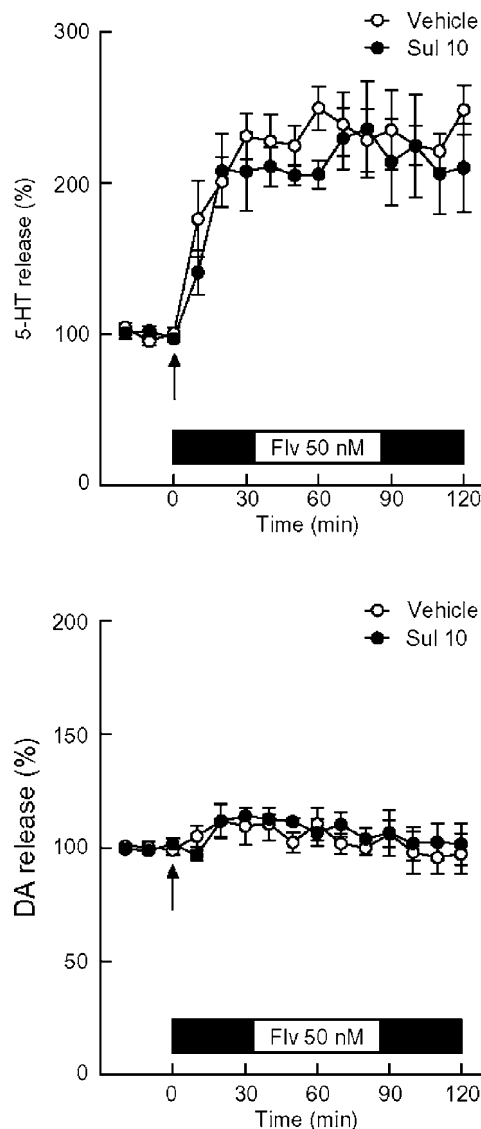 300
Vehicle
Sul 10
200
5-HT release (%)
100
Flv 50 nM
0
0 30 60 90 120
Time (min)
200
Vehicle
Sul 10
150
DA release (%)
100
50
Flv 50 nM
0
0 30 60 90 120
Time (min)